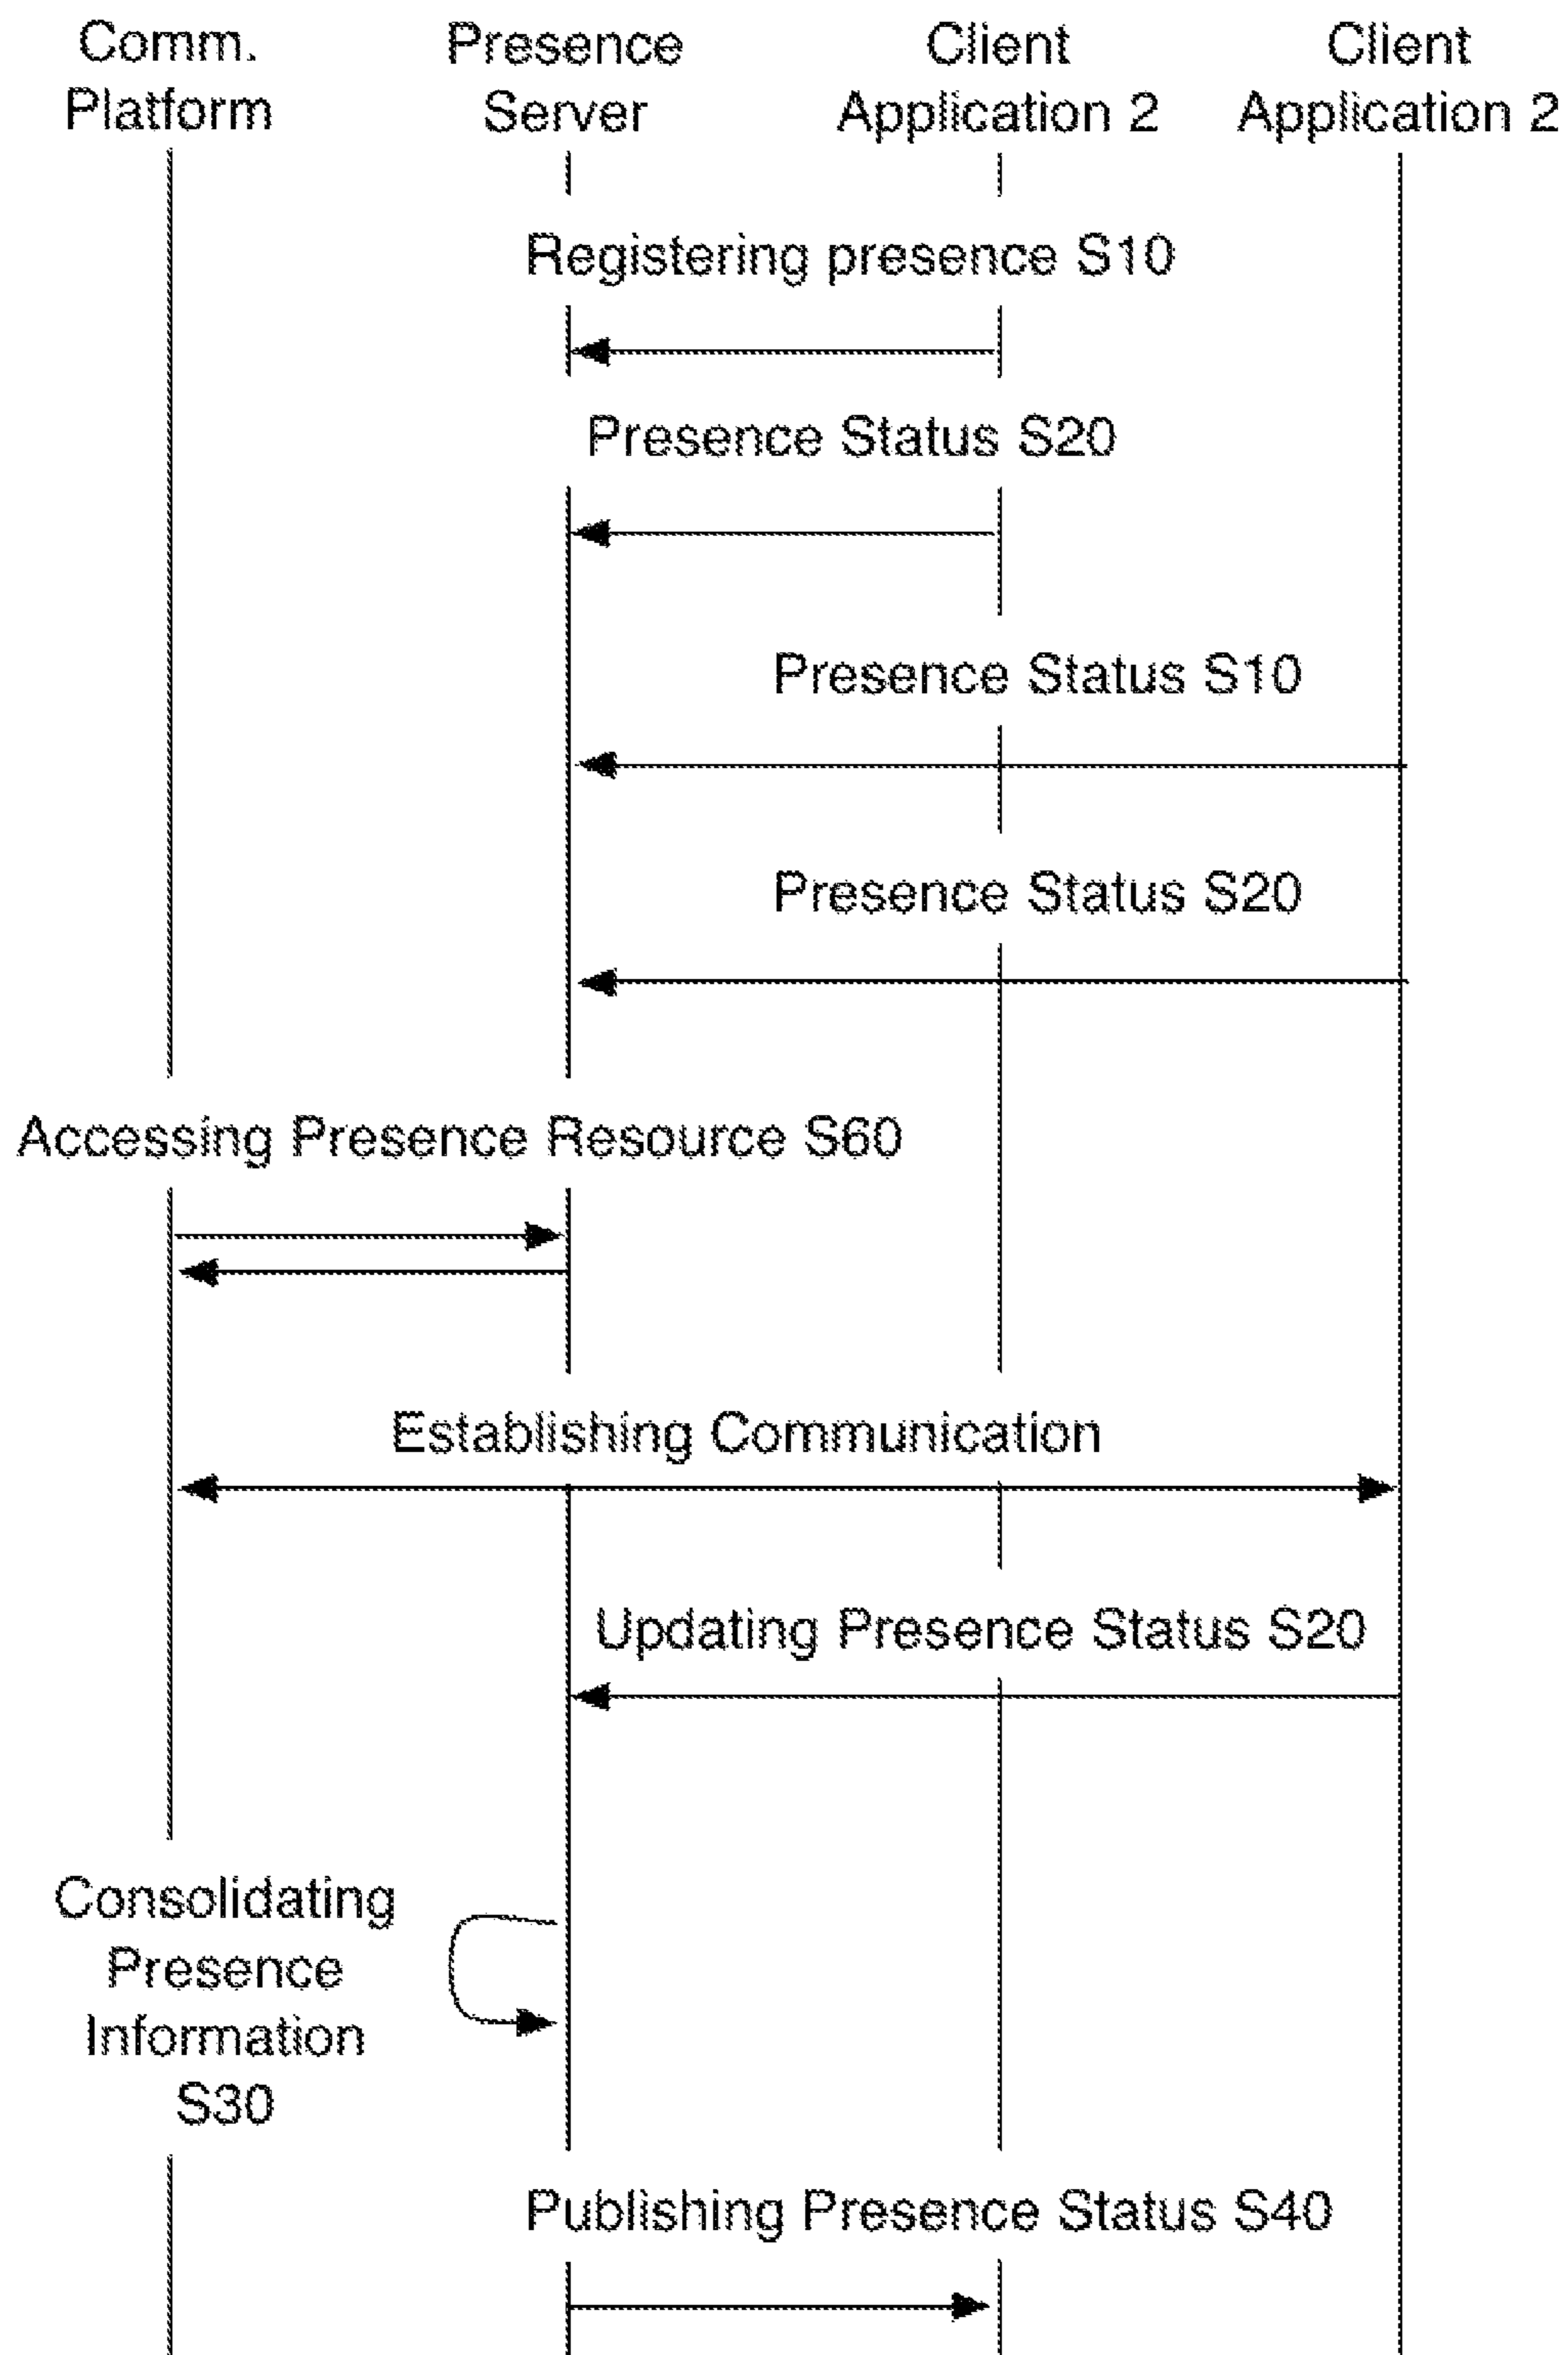 Comm.
Platform
Presence
Server
Client
Application 2
Client
Application 2
Registering presence S10
Presence Status S20
Presence Status S10
Presence Status S20
Accessing Presence Resource S60
Establishing Communication
Updating Presence Status S20
Consolidating
Presence
Information
S30
Publishing Presence Status S40